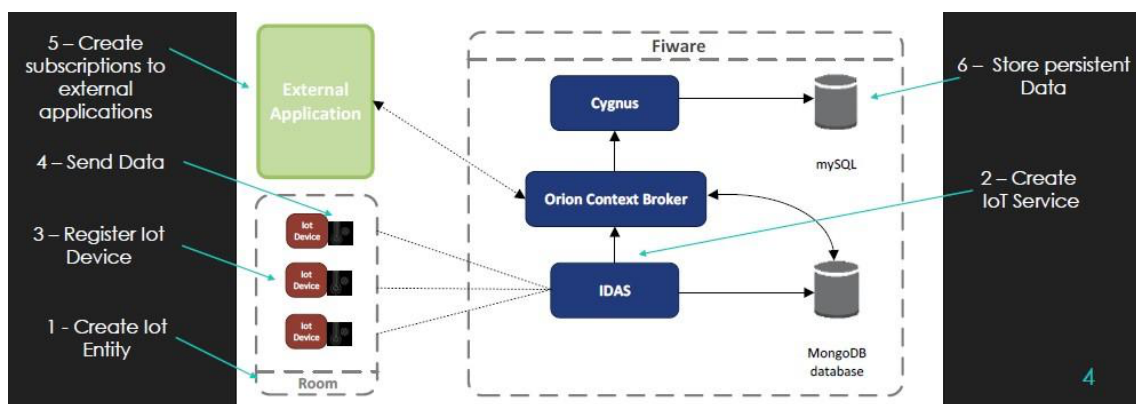 5 – Create
subscriptions to
external
applications
4 – Send Data
3 – Register Iot
Device
1 - Create Iot
Entity
External
Application
Iot
Device
Iot
Device
Iot
Device
Room
Fiware
Cygnus
mySQL
Orion Context Broker
IDAS
MongoDB
database
6 – Store persistent
Data
2 – Create
IoT Service
4